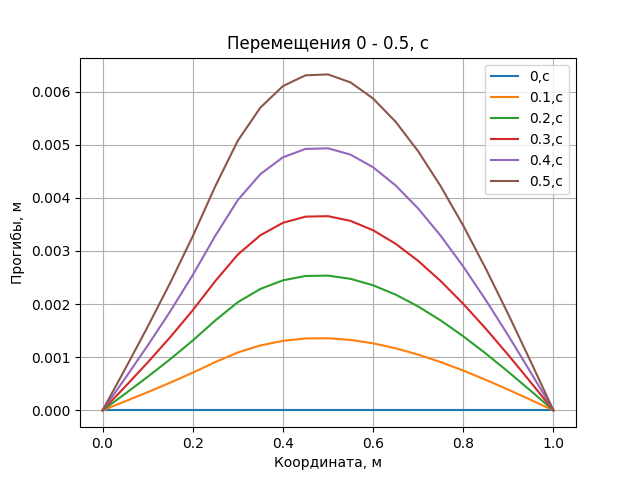 Перемещения 0 - 0.5, с
0,с
0.1,с
0.2,с
0.3,с
0.4,с
0.5,с
Прогибы, м
0.006
0.005
0.004
0.003
0.002
0.001
0.000
0.0 0.2 0.4 0.6 0.8 1.0
Координата, м